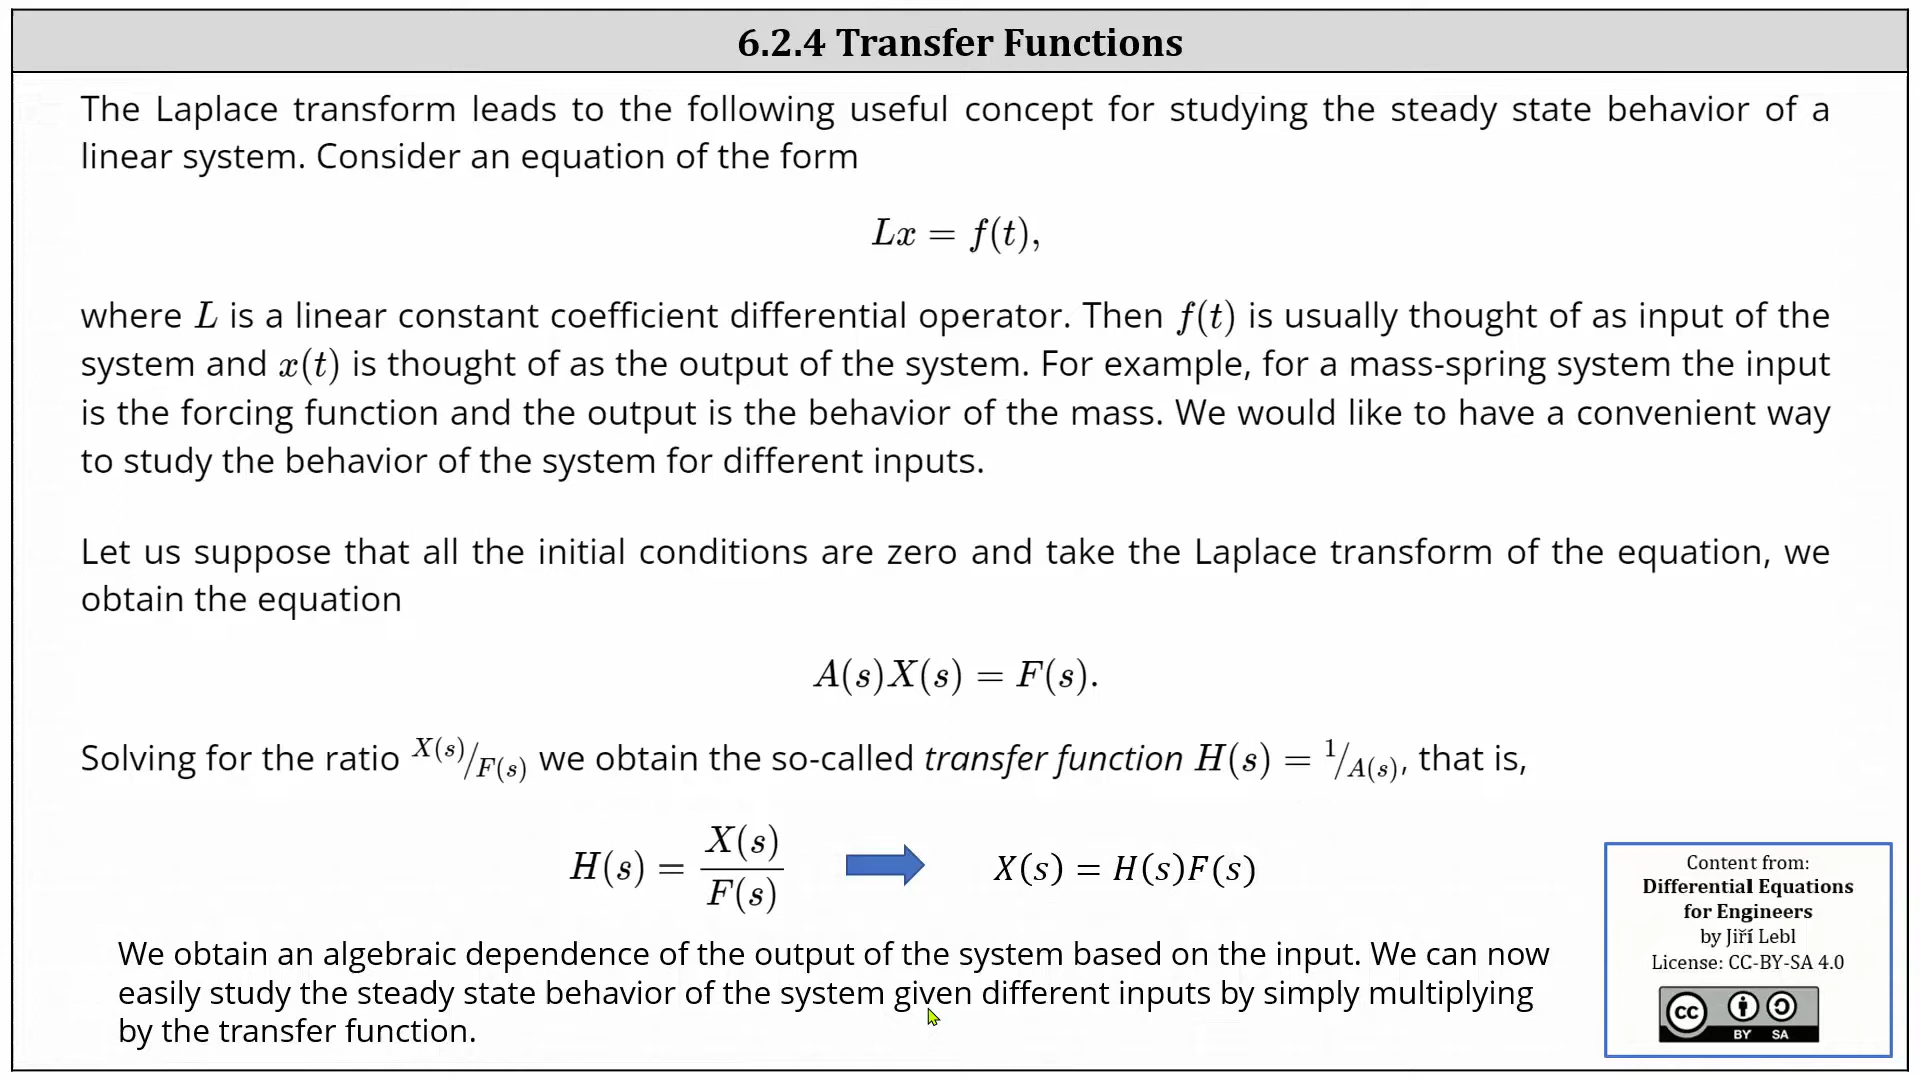 6.2.4 Transfer Functions
The Laplace transform leads to the following useful concept for studying the steady state behavior of a
linear system. Consider an equation of the form
Lx = f(t),
where L is a linear constant coefficient differential operator. Then f(t) is usually thought of as input of the
system and x(t) is thought of as the output of the system. For example, for a mass-spring system the input
is the forcing function and the output is the behavior of the mass. We would like to have a convenient way
to study the behavior of the system for different inputs.
Let us suppose that all the initial conditions are zero and take the Laplace transform of the equation, we
obtain the equation
A(s)X(s) = F(s).
Solving for the ratio X(s)/F(s) we obtain the so-called transfer function H(s) = 1/A(s), that is,
H(s) = X(s)/F(s) X(s) = H(s)F(s)
We obtain an algebraic dependence of the output of the system based on the input. We can now
easily study the steady state behavior of the system given different inputs by simply multiplying
by the transfer function.
Content from:
Differential Equations
for Engineers
by Jiří Lebl
License: CC-BY-SA 4.0
cc
BY SA